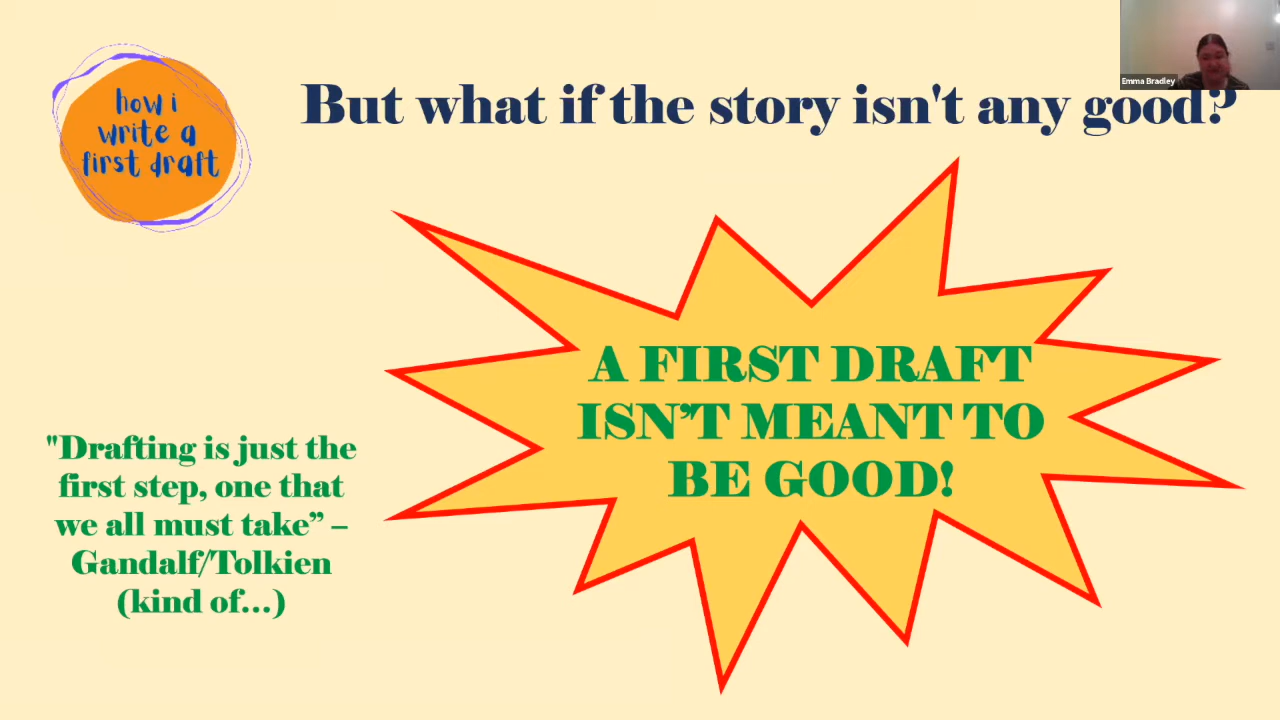 how i
write a
first draft
But what if the story isn't any good?
Emma Bradley
A FIRST DRAFT
ISN’T MEANT TO
BE GOOD!
"Drafting is just the
first step, one that
we all must take” –
Gandalf/Tolkien
(kind of...)